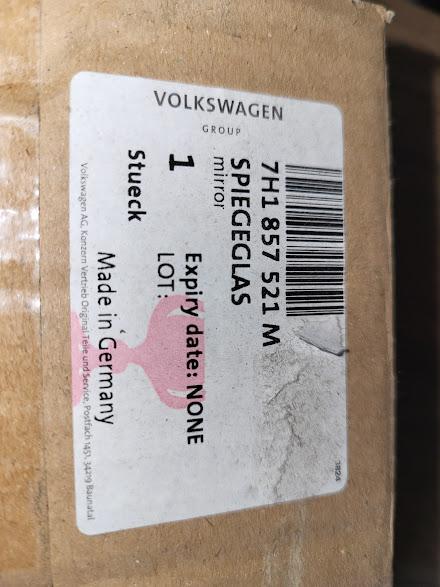 VOLKSWAGEN
GROUP
7H1 857 521 M
SPIEGEGLAS
mirror
1
Stueck
Expiry date: NONE
LOT:
Made in Germany
Volkswagen AG, Konzern Vertrieb Original Teile und Service, Postfach 1451, 34219 Baunatal
1824